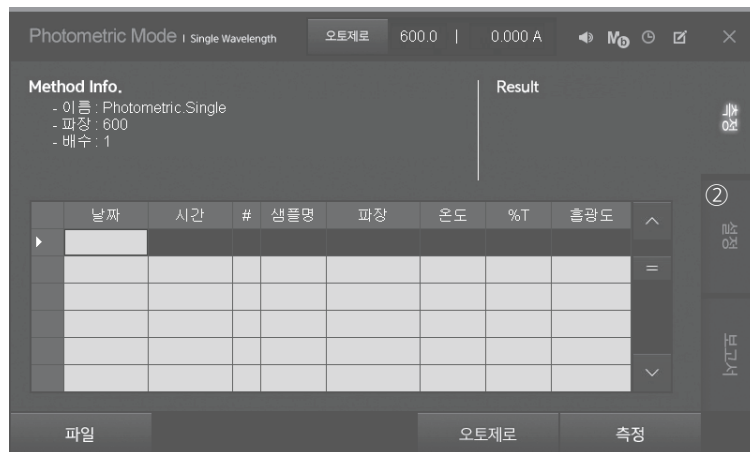 Photometric Mode | Single Wavelength 오토제로 600.0 | 0.000 A
Method Info.
- 이름 : Photometric.Single
- 파장 : 600
- 배수 : 1
Result
측정
②
설정
보고서
날짜 시간 # 샘플명 파장 온도 %T 흡광도
파일 오토제로 측정